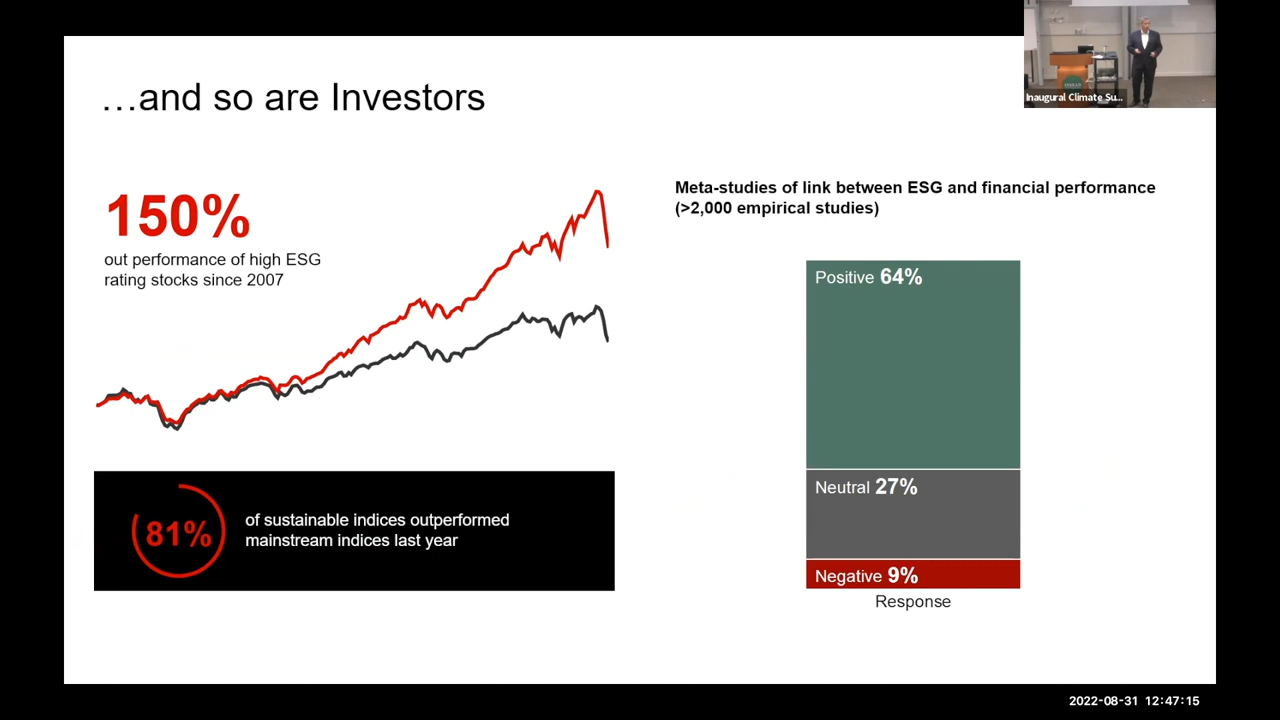 …and so are Investors
Inaugural Climate Su...
150%
out performance of high ESG
rating stocks since 2007
81%
of sustainable indices outperformed
mainstream indices last year
Meta-studies of link between ESG and financial performance
(>2,000 empirical studies)
Positive 64%
Neutral 27%
Negative 9%
Response
2022-08-31 12:47:15